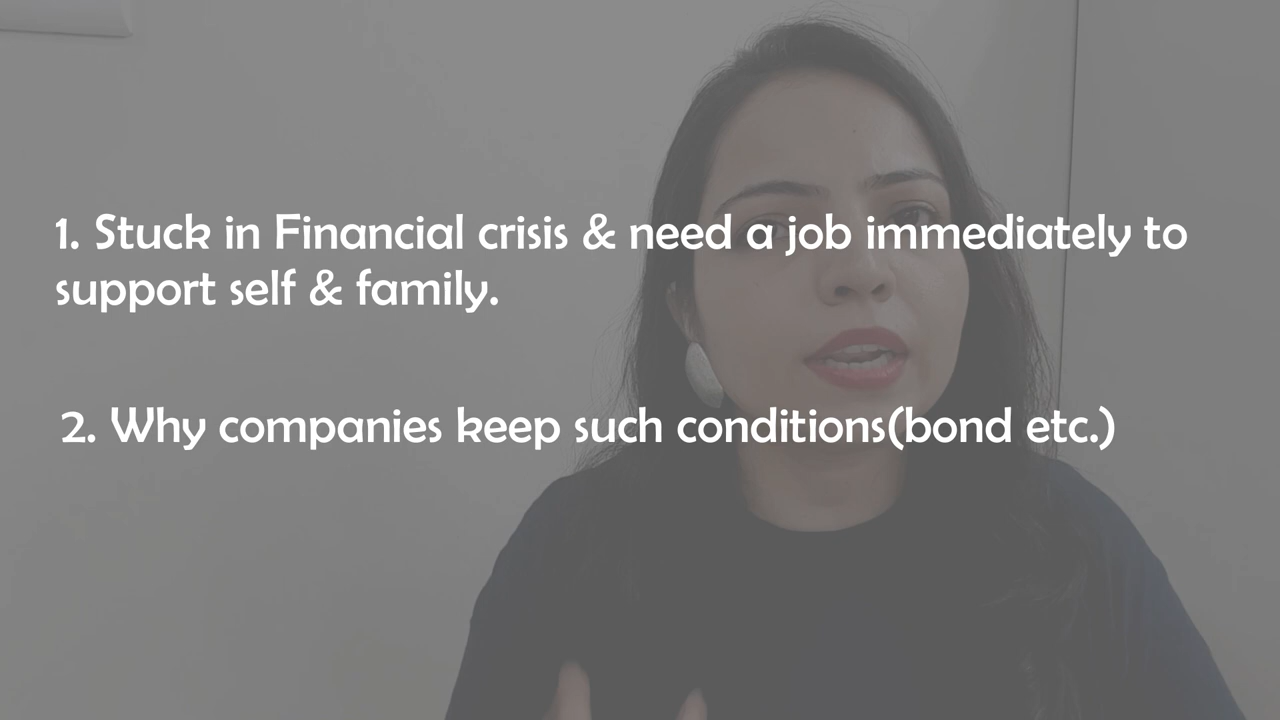 1. Stuck in Financial crisis & need a job immediately to
support self & family.
2. Why companies keep such conditions(bond etc.)